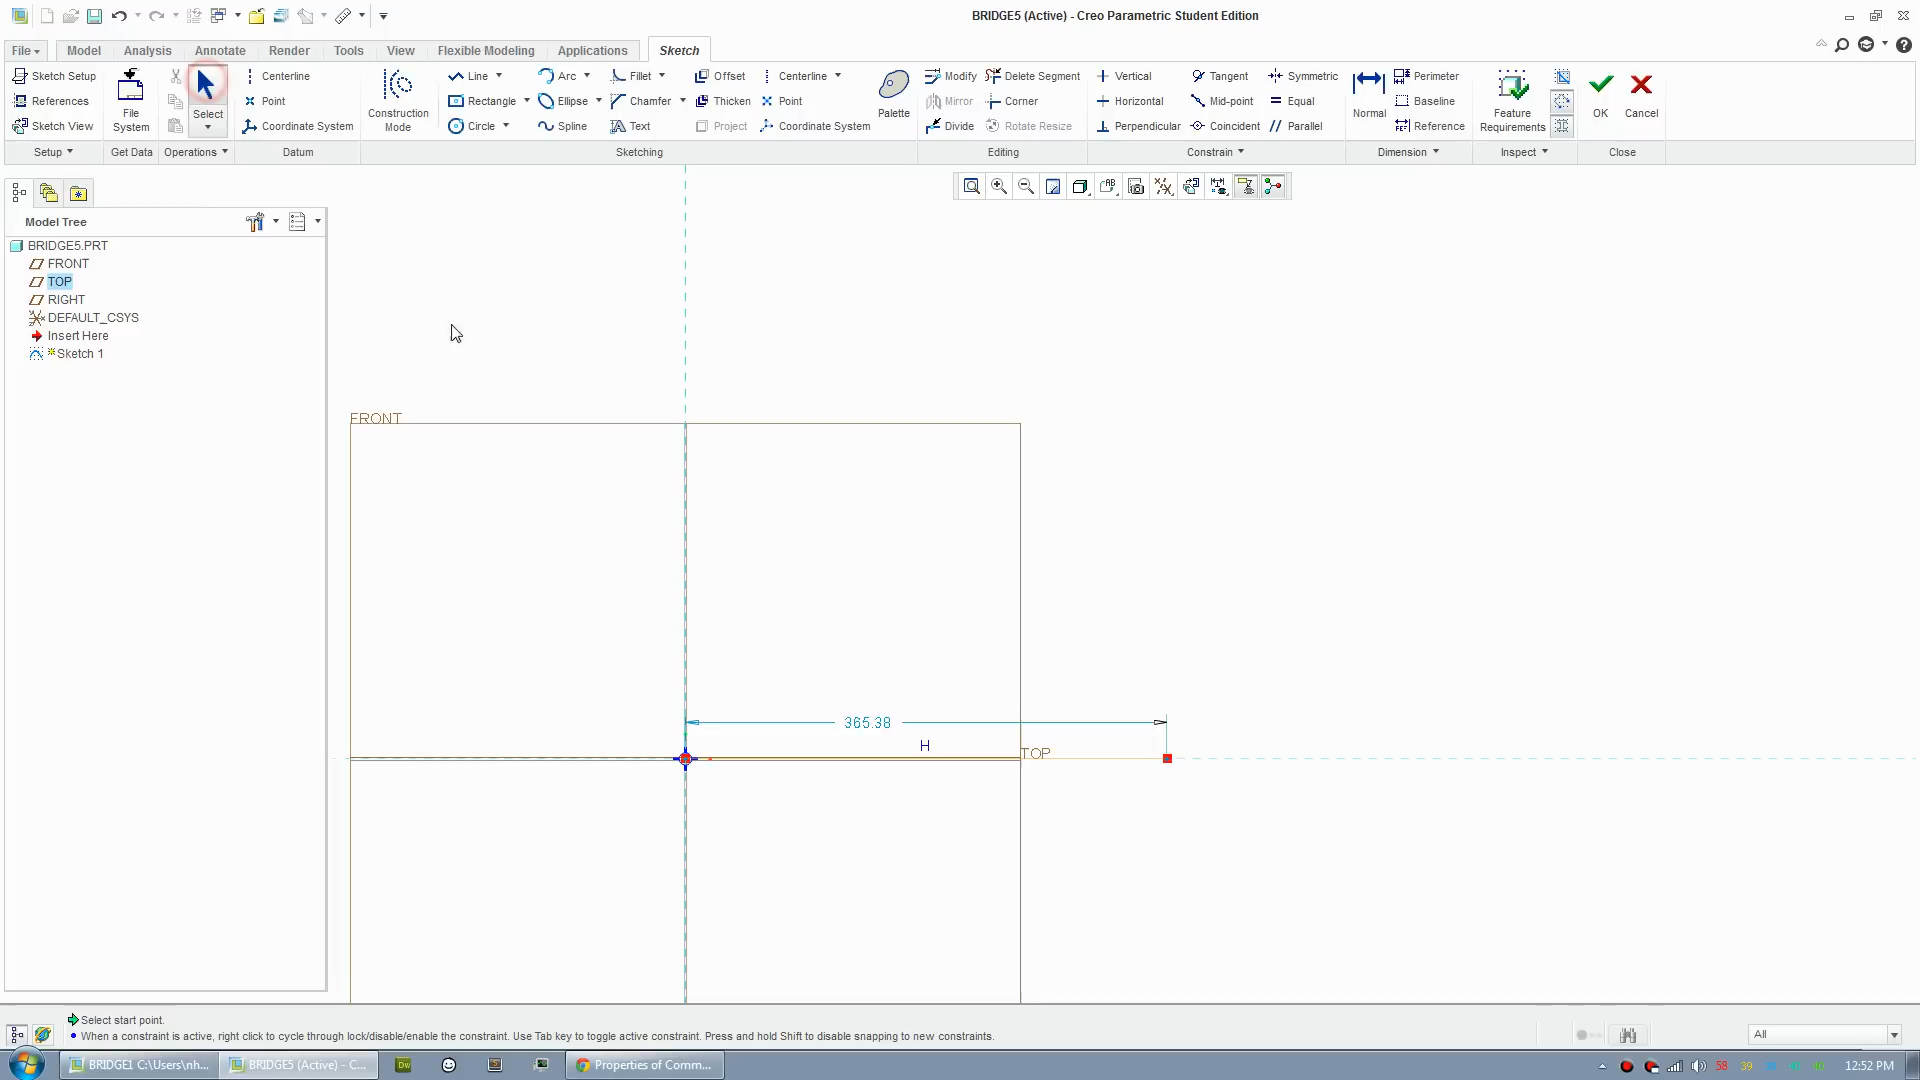 BRIDGE5 (Active) - Creo Parametric Student Edition
File Model Analysis Annotate Render Tools View Flexible Modeling Applications Sketch
Sketch Setup Centerline Line Arc Fillet Offset Centerline Modify Delete Segment Vertical Tangent Symmetric Perimeter
References Point Rectangle Ellipse Chamfer Thicken Point Mirror Corner Horizontal Mid-point Equal Baseline
File System Select Construction Mode Palette Normal Feature Requirements OK Cancel
Sketch View Coordinate System Circle Spline Text Project Coordinate System Divide Rotate Resize Perpendicular Coincident Parallel Reference
Setup Get Data Operations Datum Sketching Editing Constrain Dimension Inspect Close
Model Tree
BRIDGE5.PRT
FRONT
TOP
RIGHT
DEFAULT_CSYS
Insert Here
Sketch 1
FRONT
365.38
H
TOP
Select start point.
When a constraint is active, right click to cycle through lock/disable/enable the constraint. Use Tab key to toggle active constraint. Press and hold Shift to disable snapping to new constraints.
All
BRIDGE1 C:\Users\nh... BRIDGE5 (Active) - C... Dw Properties of Comm... 58 39 12:52 PM